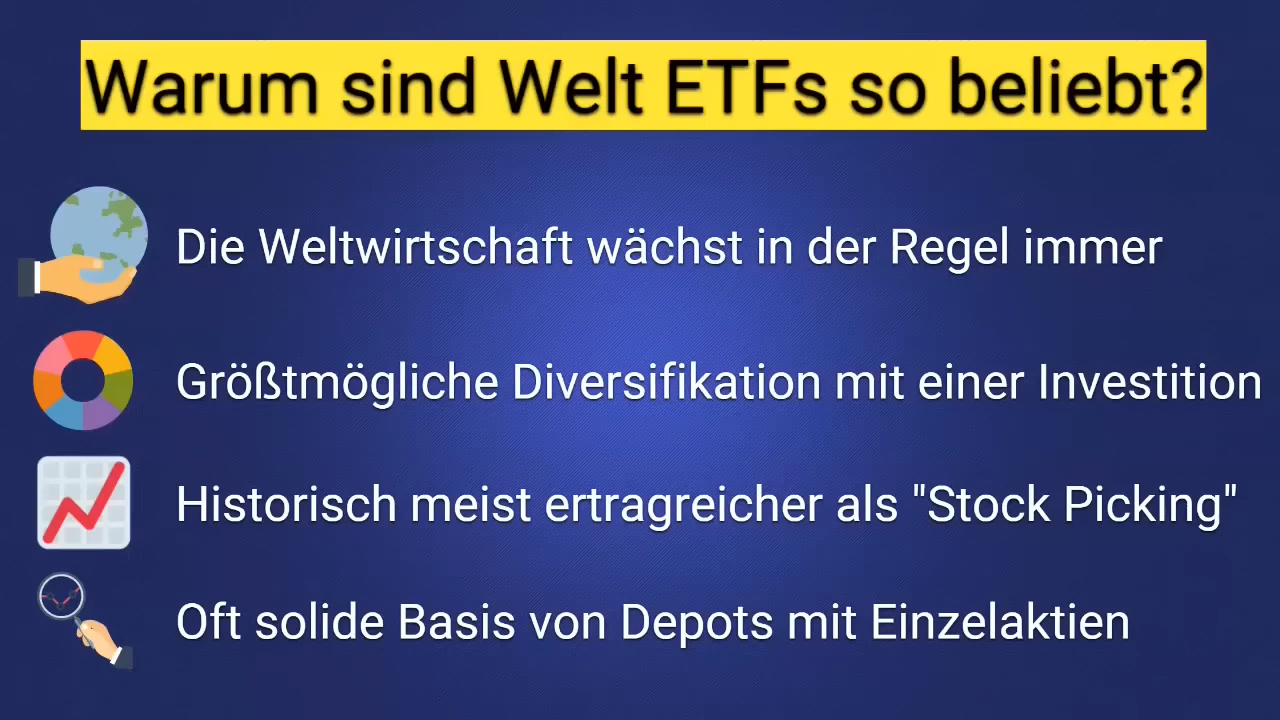 Warum sind Welt ETFs so beliebt?
Die Weltwirtschaft wächst in der Regel immer
Größtmögliche Diversifikation mit einer Investition
Historisch meist ertragreicher als "Stock Picking"
Oft solide Basis von Depots mit Einzelaktien